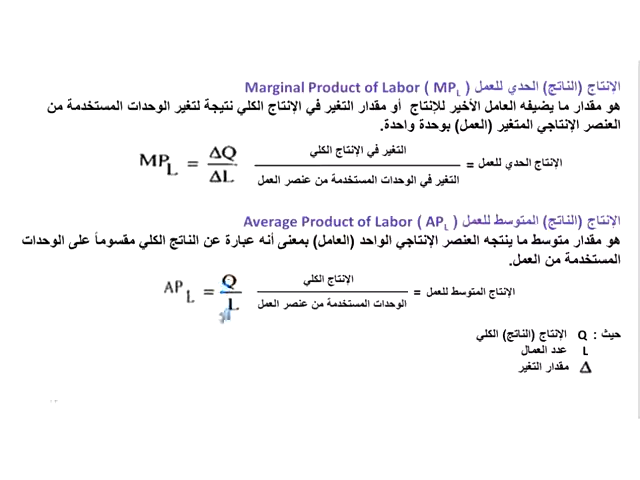 الإنتاج (الناتج) الحدي للعمل ( MPL ) Marginal Product of Labor
هو مقدار ما يضيفه العامل الأخير للإنتاج أو مقدار التغير في الإنتاج الكلي نتيجة لتغير الوحدات المستخدمة من
العنصر الإنتاجي المتغير (العمل) بوحدة واحدة.
الإنتاج الحدي للعمل = التغير في الإنتاج الكلي / التغير في الوحدات المستخدمة من عنصر العمل
MPL = ΔQ / ΔL
الإنتاج (الناتج) المتوسط للعمل ( APL ) Average Product of Labor
هو مقدار متوسط ما ينتجه العنصر الإنتاجي الواحد (العامل) بمعنى أنه عبارة عن الناتج الكلي مقسوماً على الوحدات
المستخدمة من العمل.
الإنتاج المتوسط للعمل = الإنتاج الكلي / الوحدات المستخدمة من عنصر العمل
APL = Q / L
حيث : Q الإنتاج (الناتج) الكلي
L عدد العمال
Δ مقدار التغير